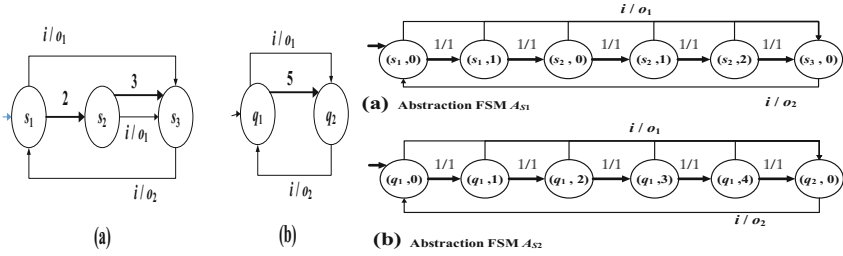 i / o₁
2
3
s₁
s₂
s₃
i / o₁
i / o₂
(a)
i / o₁
5
q₁
q₂
i / o₂
(b)
i / o₁
1/1 1/1 1/1 1/1 1/1
(s₁ ,0) (s₁ ,1) (s₂ , 0) (s₂ ,1) (s₂ ,2) (s₃ , 0)
i / o₂
(a) Abstraction FSM A_S1
i / o₁
1/1 1/1 1/1 1/1 1/1
(q₁ ,0) (q₁ ,1) (q₁ , 2) (q₁ ,3) (q₁ ,4) (q₂ , 0)
i / o₂
(b) Abstraction FSM A_S2